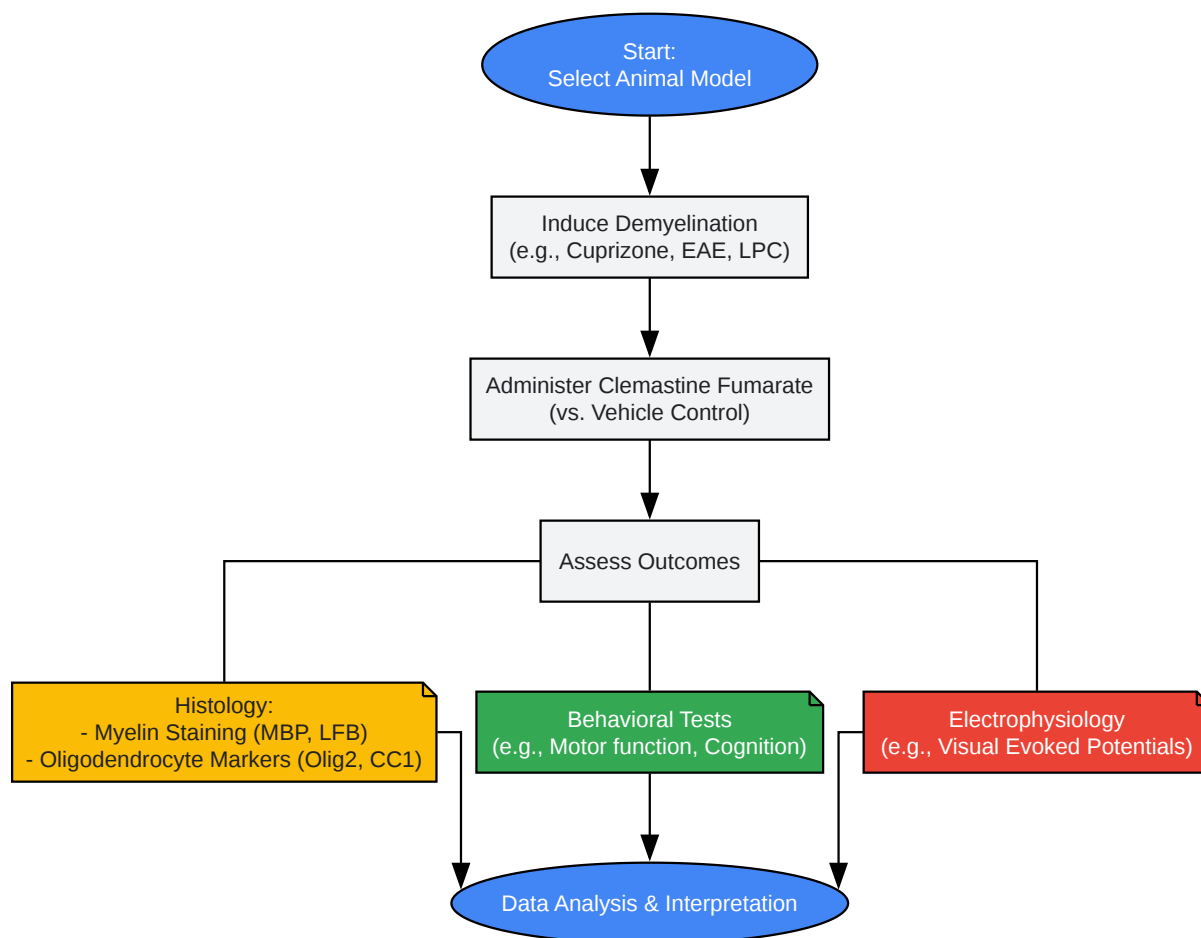 Start:
Select Animal Model
Induce Demyelination
(e.g., Cuprizone, EAE, LPC)
Administer Clemastine Fumarate
(vs. Vehicle Control)
Assess Outcomes
Histology:
- Myelin Staining (MBP, LFB)
- Oligodendrocyte Markers (Olig2, CC1)
Behavioral Tests
(e.g., Motor function, Cognition)
Electrophysiology
(e.g., Visual Evoked Potentials)
Data Analysis & Interpretation